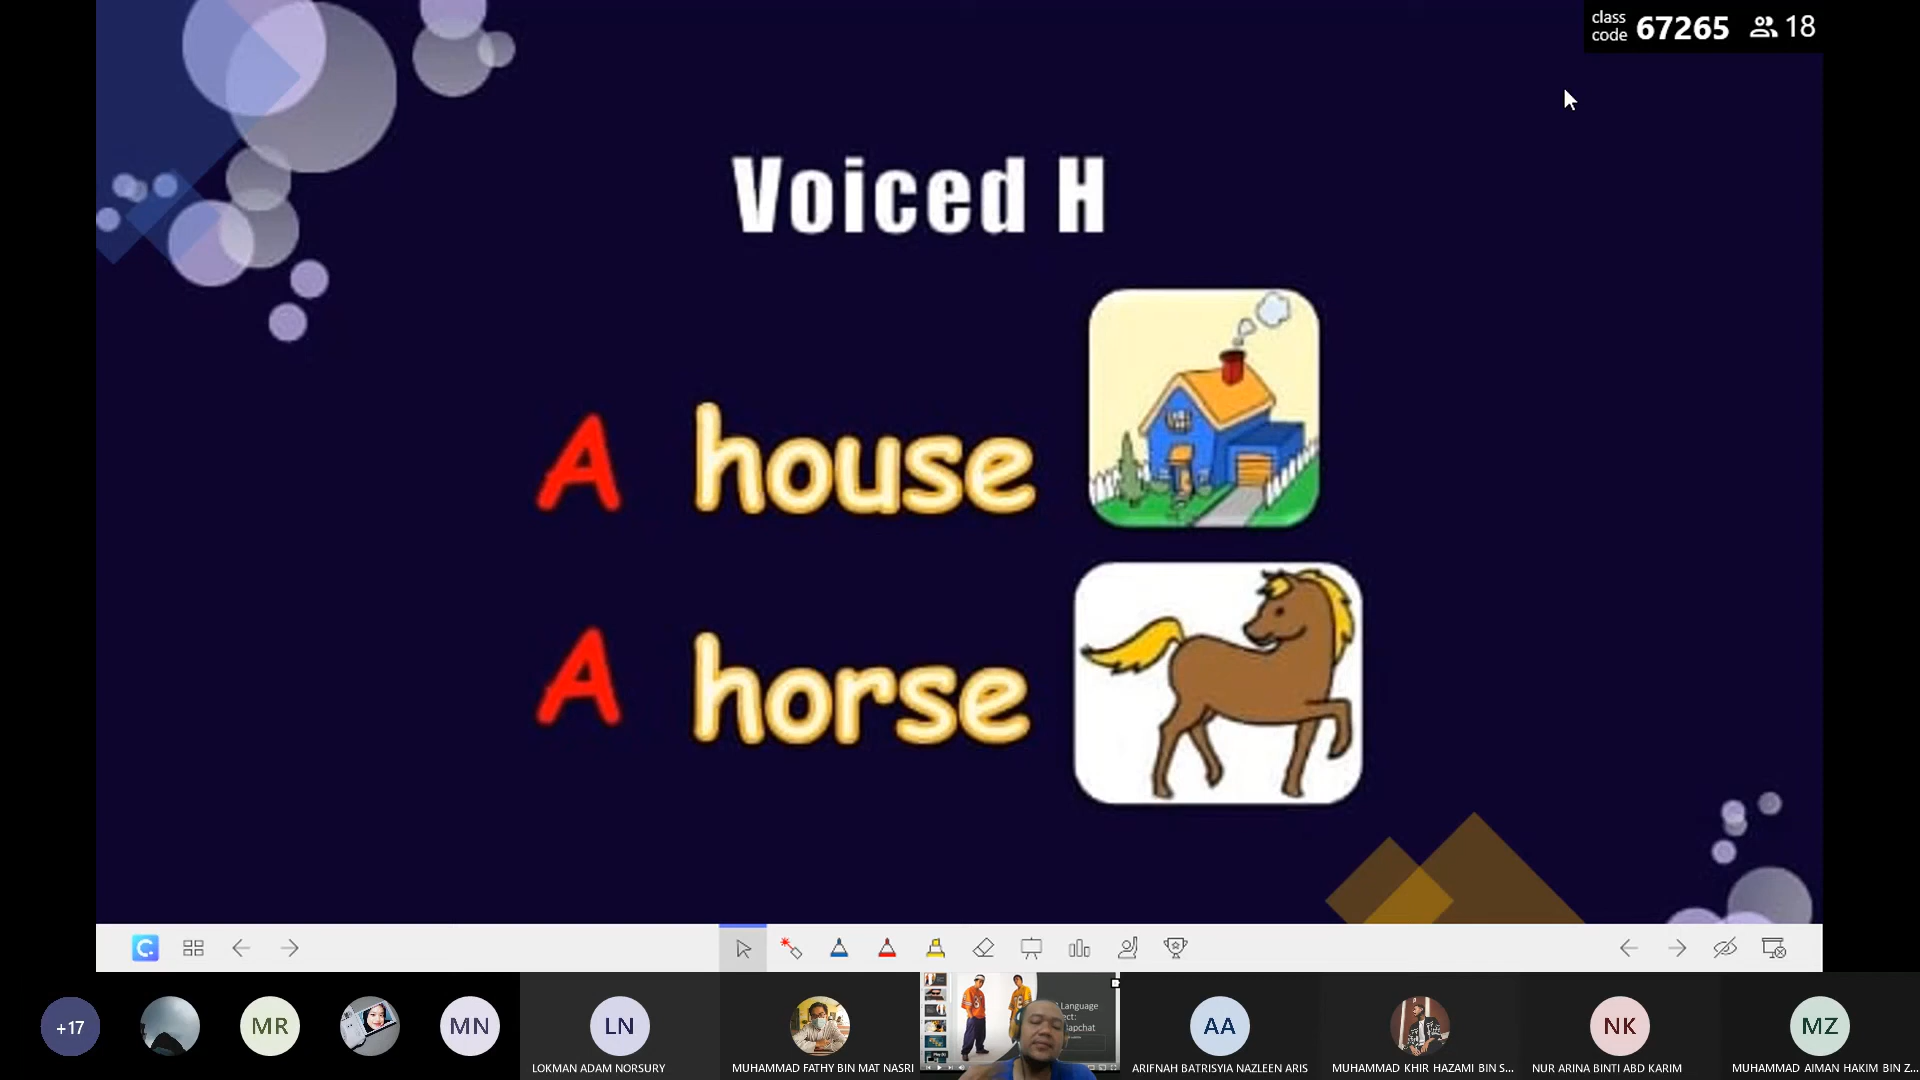 class
code 67265 18
Voiced H
A house
A horse
+17
MR
MN
LN
AA
NK
MZ
Language
LOKMAN ADAM NORSURY
MUHAMMAD FATHY BIN MAT NASRI
ARIFNAH BATRISYIA NAZLEEN ARIS
MUHAMMAD KHIR HAZAMI BIN S...
NUR ARINA BINTI ABD KARIM
MUHAMMAD AIMAN HAKIM BIN Z...